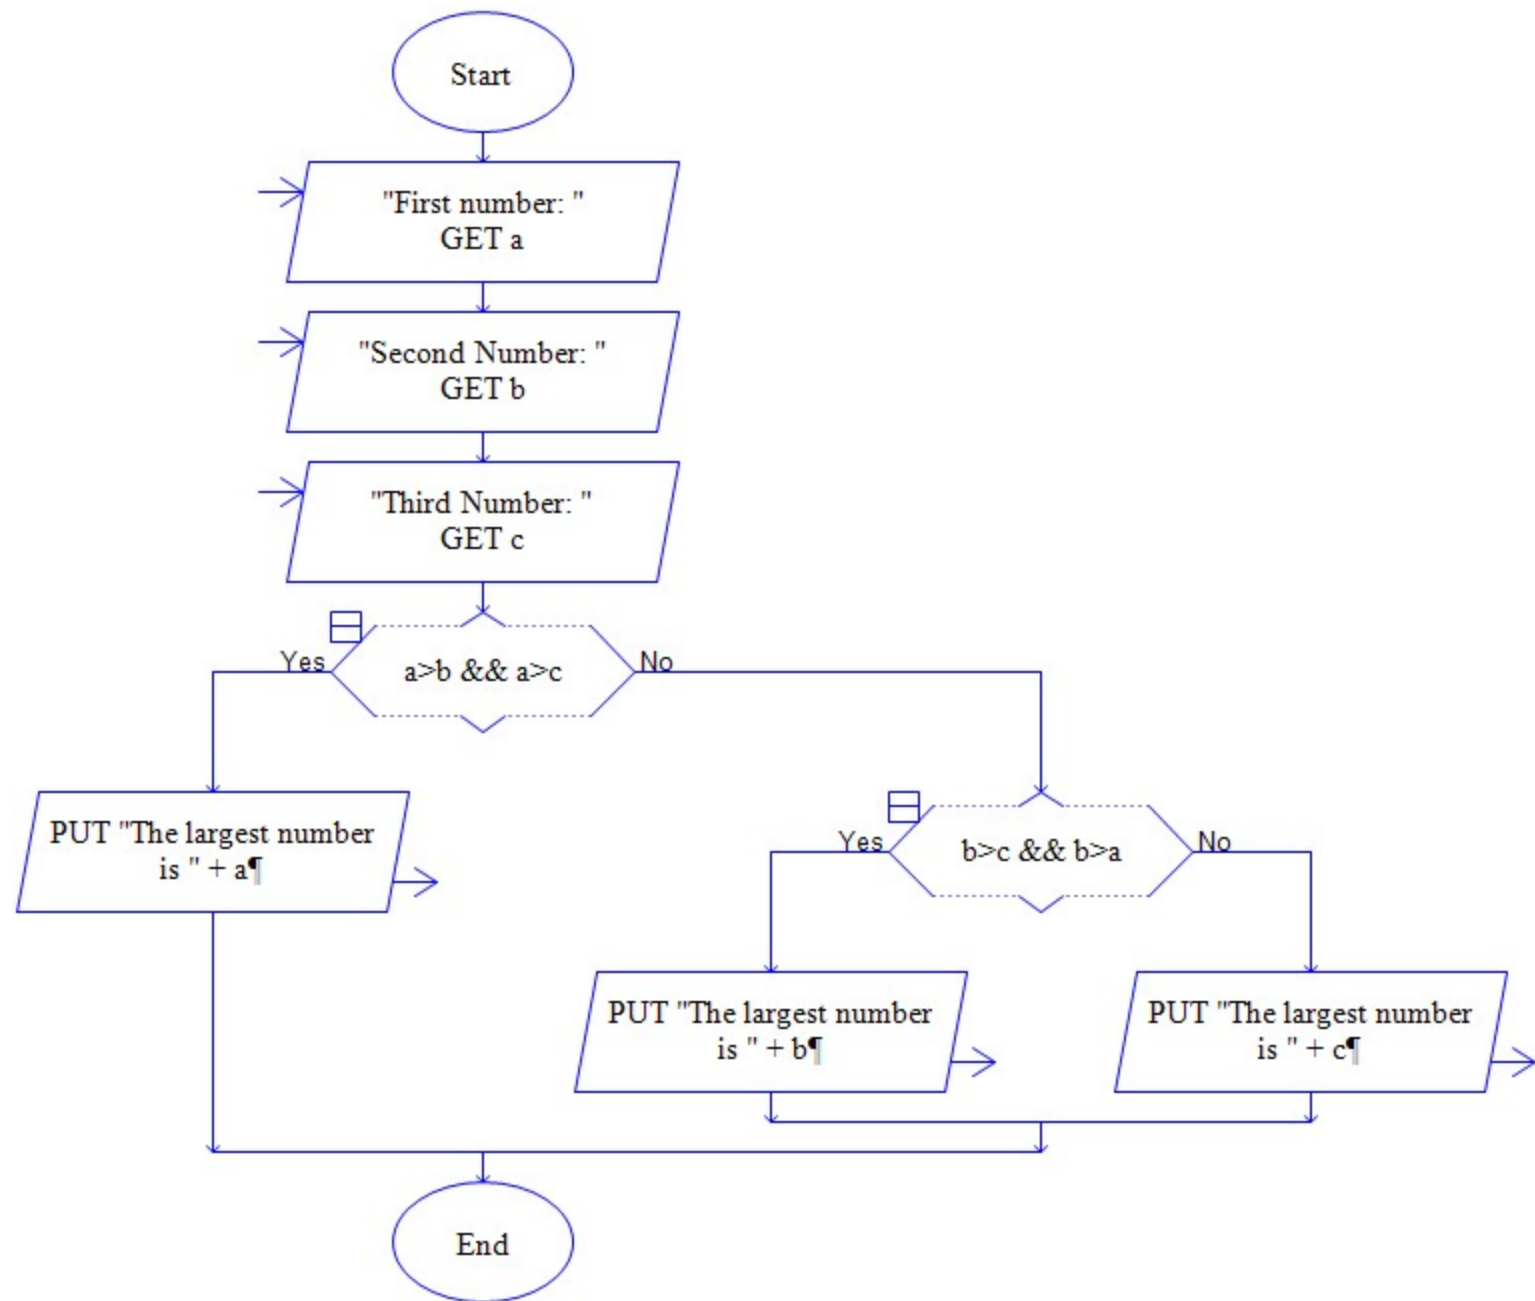 Start
"First number: "
GET a
"Second Number: "
GET b
"Third Number: "
GET c
Yes
a>b && a>c
No
PUT "The largest number
is " + a¶
Yes
b>c && b>a
No
PUT "The largest number
is " + b¶
PUT "The largest number
is " + c¶
End